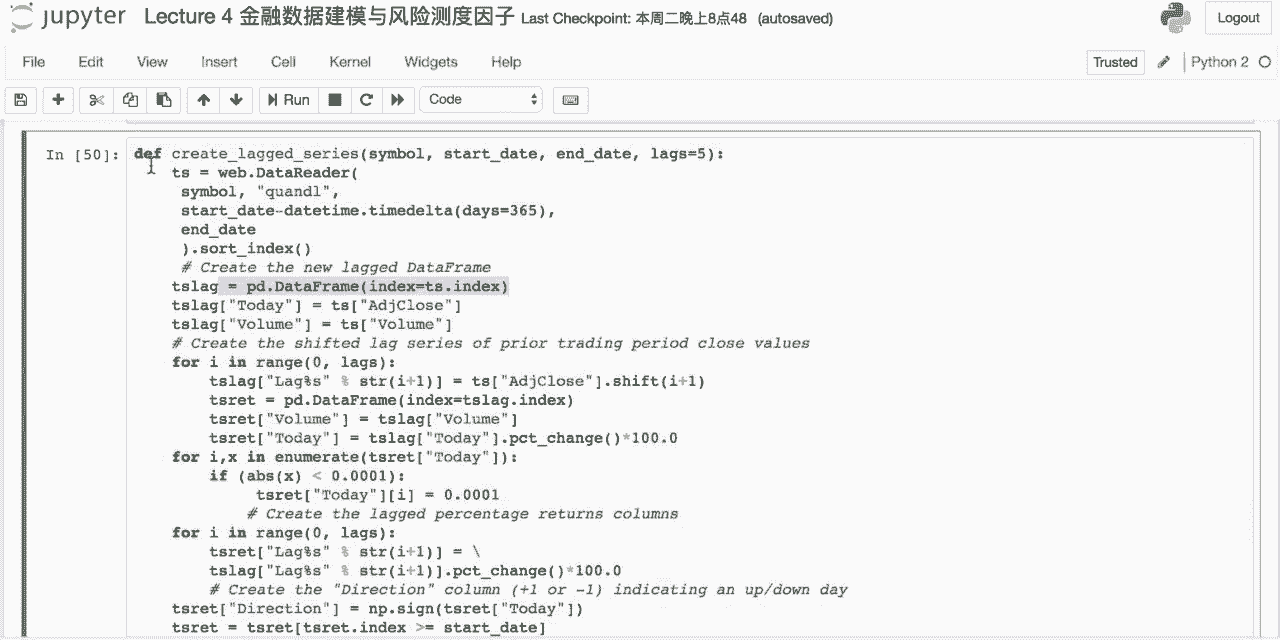 jupyter Lecture 4 金融数据建模与风险测度因子 Last Checkpoint: 本周二晚上8点48 (autosaved)
Logout
File Edit View Insert Cell Kernel Widgets Help
Trusted
Python 2
Run
Code
In [50]:
def create_lagged_series(symbol, start_date, end_date, lags=5):
ts = web.DataReader(
symbol, "quandl",
start_date-datetime.timedelta(days=365),
end_date
).sort_index()
# Create the new lagged DataFrame
tslag = pd.DataFrame(index=ts.index)
tslag["Today"] = ts["AdjClose"]
tslag["Volume"] = ts["Volume"]
# Create the shifted lag series of prior trading period close values
for i in range(0, lags):
tslag["Lag%s" % str(i+1)] = ts["AdjClose"].shift(i+1)
tsret = pd.DataFrame(index=tslag.index)
tsret["Volume"] = tslag["Volume"]
tsret["Today"] = tslag["Today"].pct_change()*100.0
for i,x in enumerate(tsret["Today"]):
if (abs(x) < 0.0001):
tsret["Today"][i] = 0.0001
# Create the lagged percentage returns columns
for i in range(0, lags):
tsret["Lag%s" % str(i+1)] = \
tslag["Lag%s" % str(i+1)].pct_change()*100.0
# Create the "Direction" column (+1 or -1) indicating an up/down day
tsret["Direction"] = np.sign(tsret["Today"])
tsret = tsret[tsret.index >= start_date]